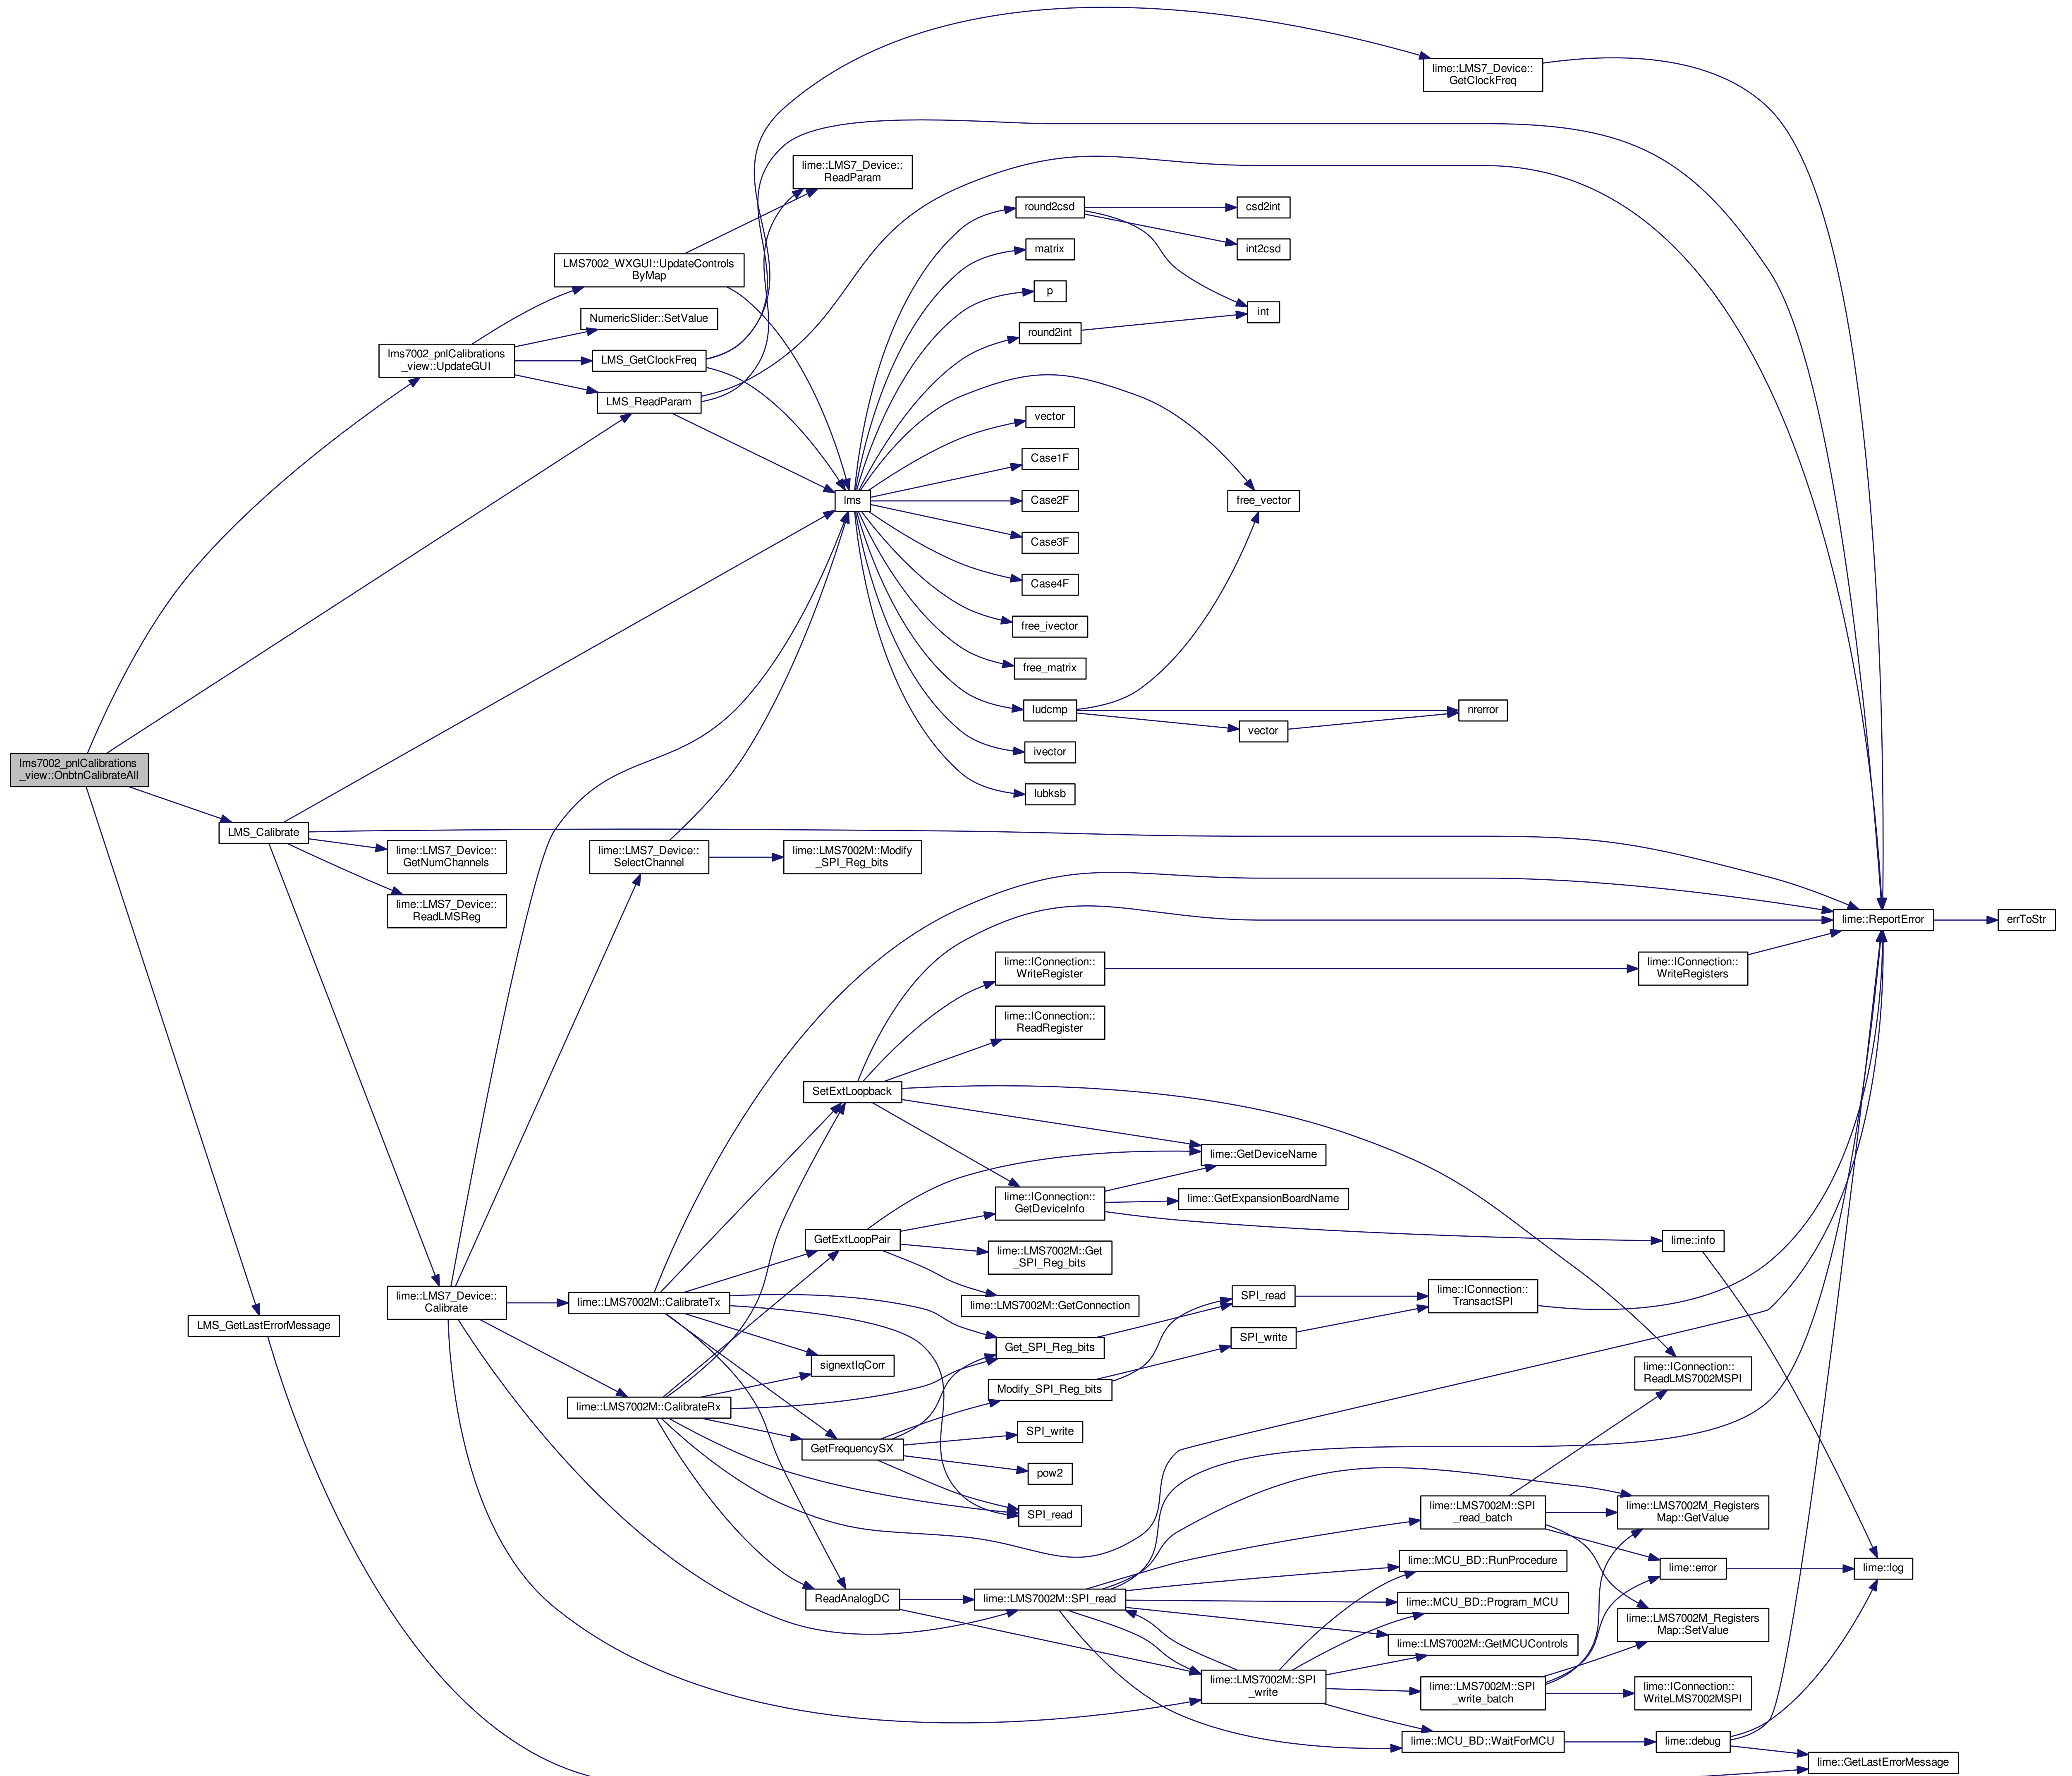 lime::LMS7_Device::
GetClockFreq
lime::LMS7_Device::
ReadParam
round2csd
csd2int
matrix
int2csd
LMS7002_WXGUI::UpdateControls
ByMap
p
int
NumericSlider::SetValue
round2int
lms7002_pnlCalibrations
_view::UpdateGUI
LMS_GetClockFreq
LMS_ReadParam
vector
Case1F
lms
Case2F
free_vector
Case3F
Case4F
free_ivector
free_matrix
ludcmp
nrerror
vector
ivector
lms7002_pnlCalibrations
_view::OnbtnCalibrateAll
lubksb
LMS_Calibrate
lime::LMS7_Device::
GetNumChannels
lime::LMS7_Device::
SelectChannel
lime::LMS7002M::Modify
_SPI_Reg_bits
lime::LMS7_Device::
ReadLMSReg
lime::ReportError
errToStr
lime::IConnection::
WriteRegister
lime::IConnection::
WriteRegisters
lime::IConnection::
ReadRegister
SetExtLoopback
lime::GetDeviceName
lime::IConnection::
GetDeviceInfo
lime::GetExpansionBoardName
GetExtLoopPair
lime::info
lime::LMS7002M::Get
_SPI_Reg_bits
lime::LMS7_Device::
Calibrate
lime::LMS7002M::CalibrateTx
lime::LMS7002M::GetConnection
SPI_read
lime::IConnection::
TransactSPI
LMS_GetLastErrorMessage
SPI_write
Get_SPI_Reg_bits
signextIqCorr
lime::IConnection::
ReadLMS7002MSPI
Modify_SPI_Reg_bits
lime::LMS7002M::CalibrateRx
SPI_write
GetFrequencySX
pow2
SPI_read
lime::LMS7002M::SPI
_read_batch
lime::LMS7002M_Registers
Map::GetValue
lime::MCU_BD::RunProcedure
lime::error
lime::log
ReadAnalogDC
lime::LMS7002M::SPI_read
lime::MCU_BD::Program_MCU
lime::LMS7002M_Registers
Map::SetValue
lime::LMS7002M::GetMCUControls
lime::LMS7002M::SPI
_write
lime::LMS7002M::SPI
_write_batch
lime::IConnection::
WriteLMS7002MSPI
lime::MCU_BD::WaitForMCU
lime::debug
lime::GetLastErrorMessage